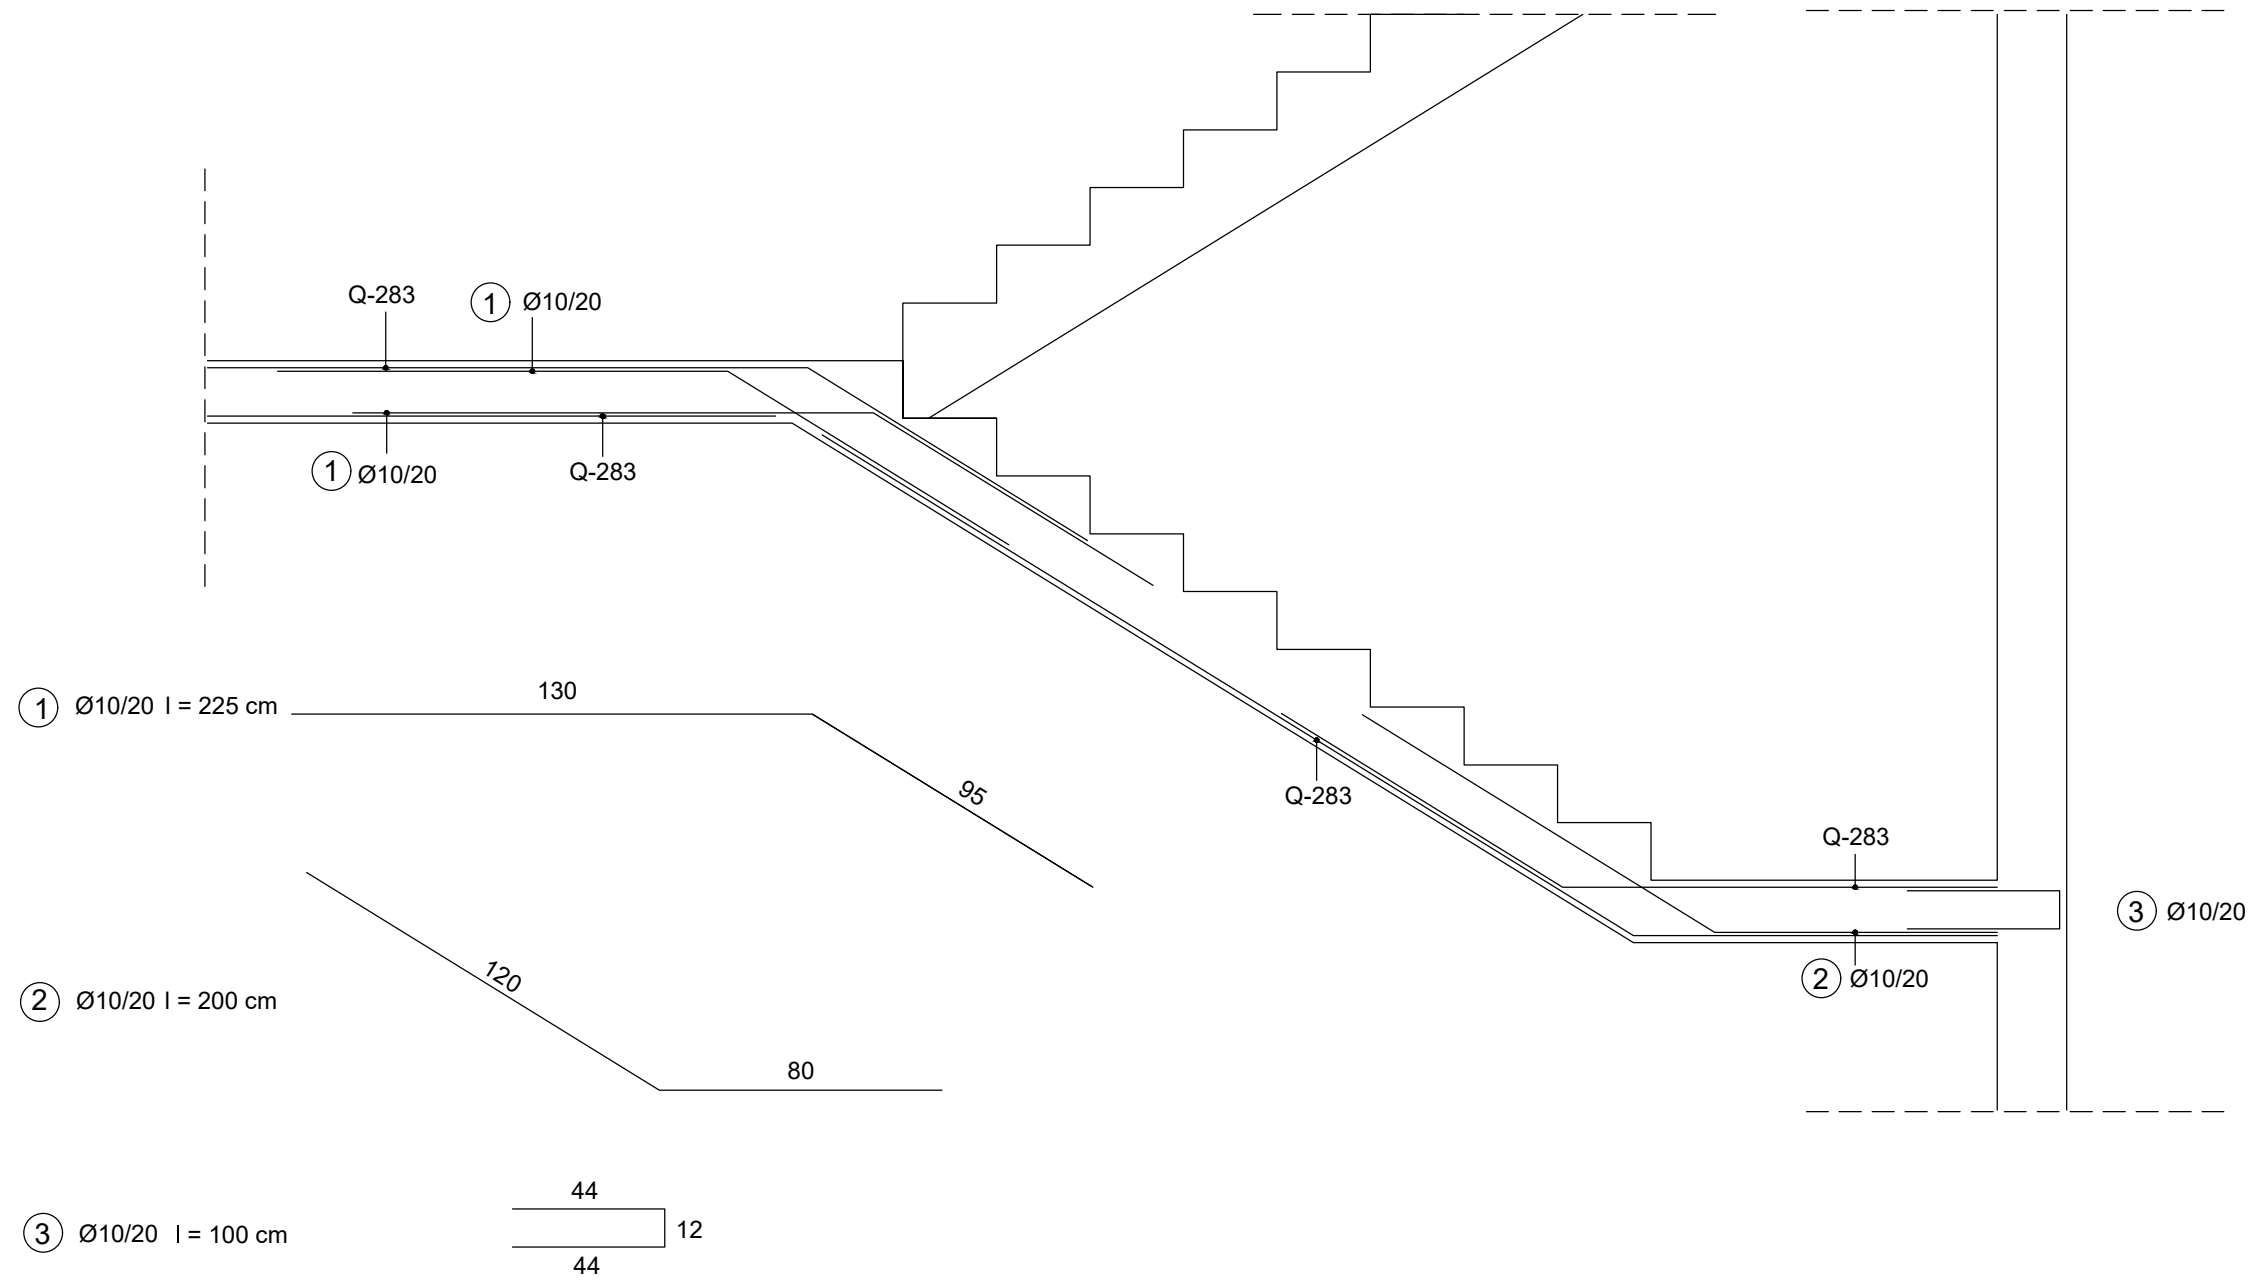 Q-283
1 Ø10/20
1 Ø10/20
Q-283
130
1 Ø10/20 l = 225 cm
95
Q-283
Q-283
3 Ø10/20
120
2 Ø10/20
2 Ø10/20 l = 200 cm
80
44
3 Ø10/20 l = 100 cm
12
44